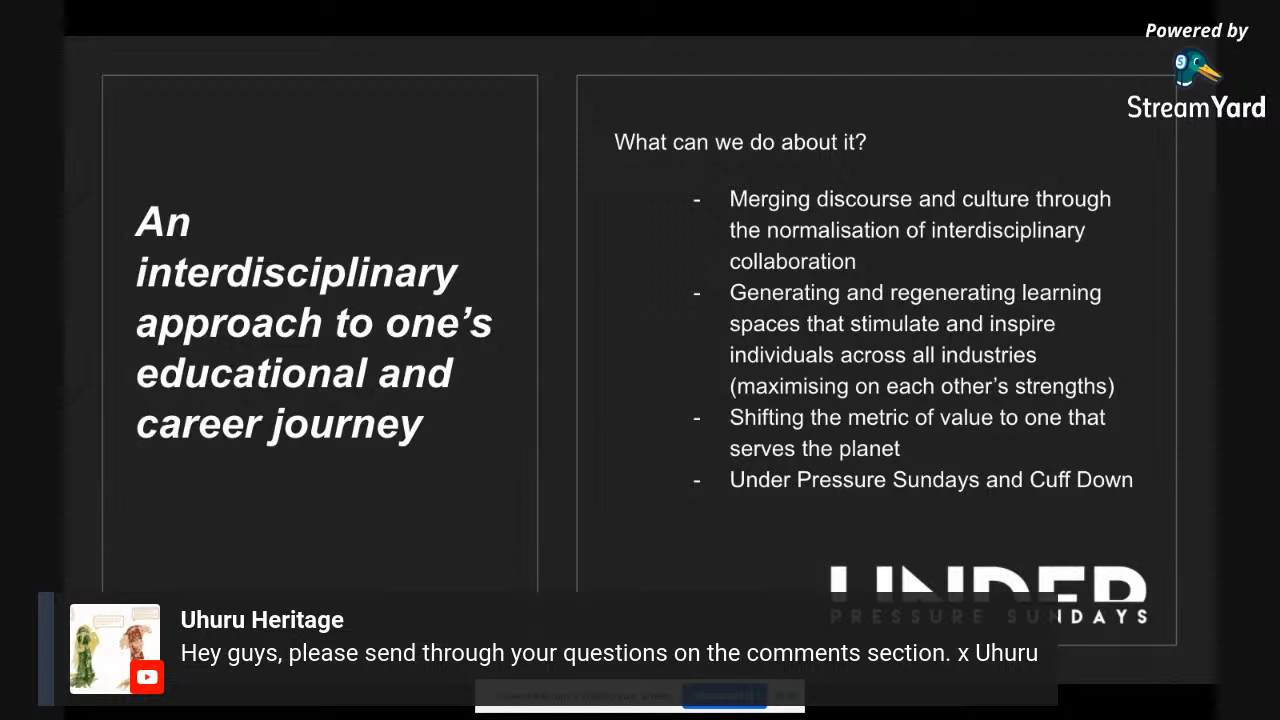 Powered by
StreamYard
An
interdisciplinary
approach to one’s
educational and
career journey
What can we do about it?
- Merging discourse and culture through
the normalisation of interdisciplinary
collaboration
- Generating and regenerating learning
spaces that stimulate and inspire
individuals across all industries
(maximising on each other’s strengths)
- Shifting the metric of value to one that
serves the planet
- Under Pressure Sundays and Cuff Down
UNDER
PRESSURE SUNDAYS
Uhuru Heritage
Hey guys, please send through your questions on the comments section. x Uhuru